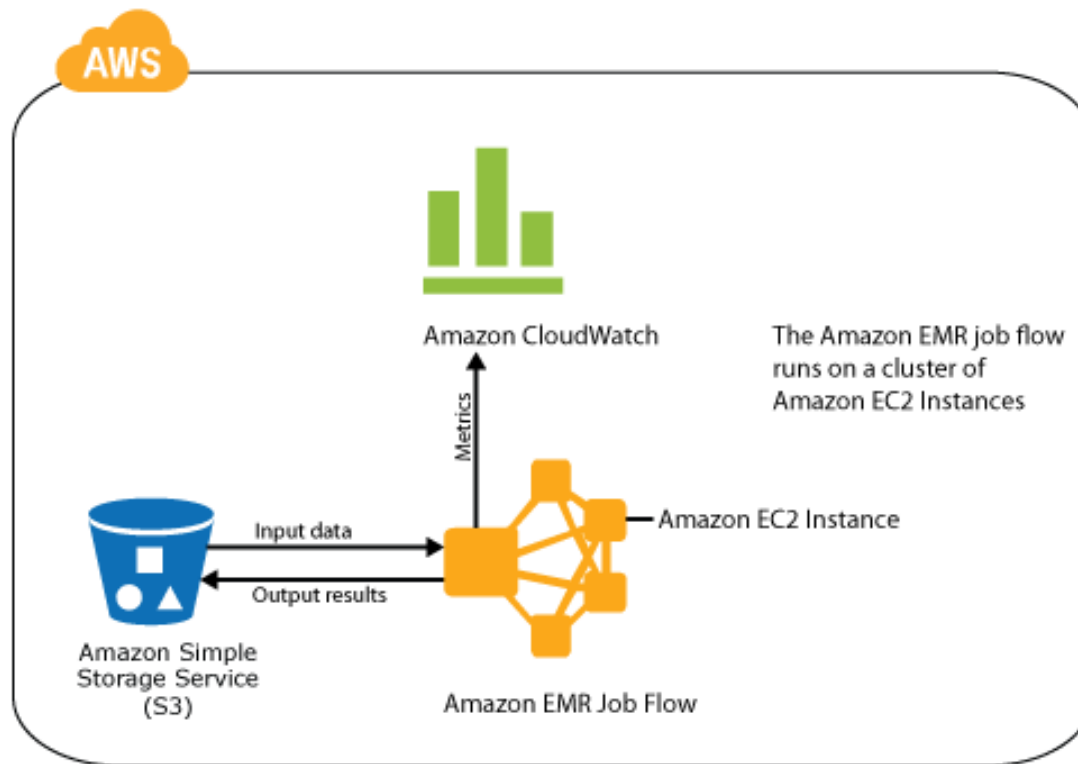 AWS
Amazon CloudWatch
The Amazon EMR job flow
runs on a cluster of
Amazon EC2 Instances
Metrics
Amazon EC2 Instance
Input data
Output results
Amazon Simple
Storage Service
(S3)
Amazon EMR Job Flow